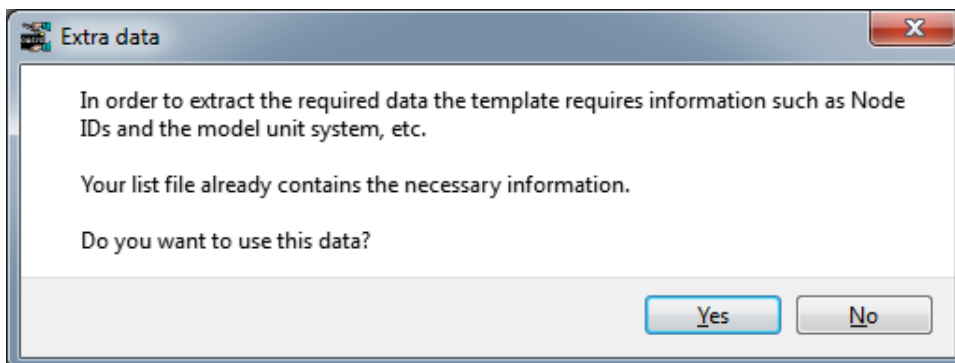 Extra data
In order to extract the required data the template requires information such as Node
IDs and the model unit system, etc.
Your list file already contains the necessary information.
Do you want to use this data?
Yes
No